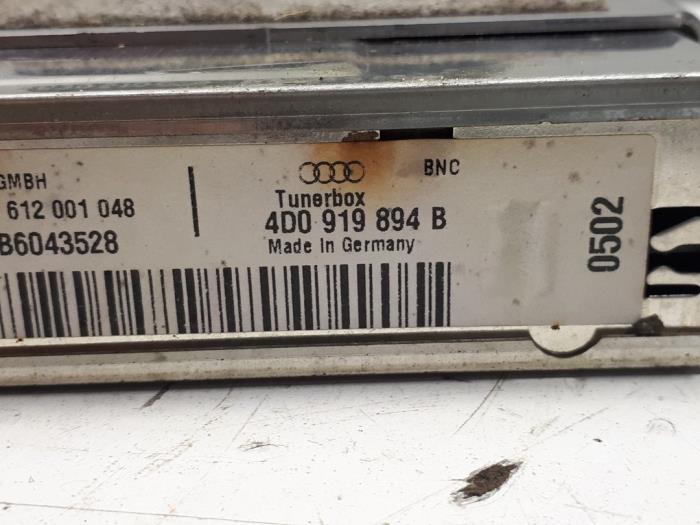 GMBH
612 001 048
B6043528
BNC
Tunerbox
4D0 919 894 B
Made in Germany
0502